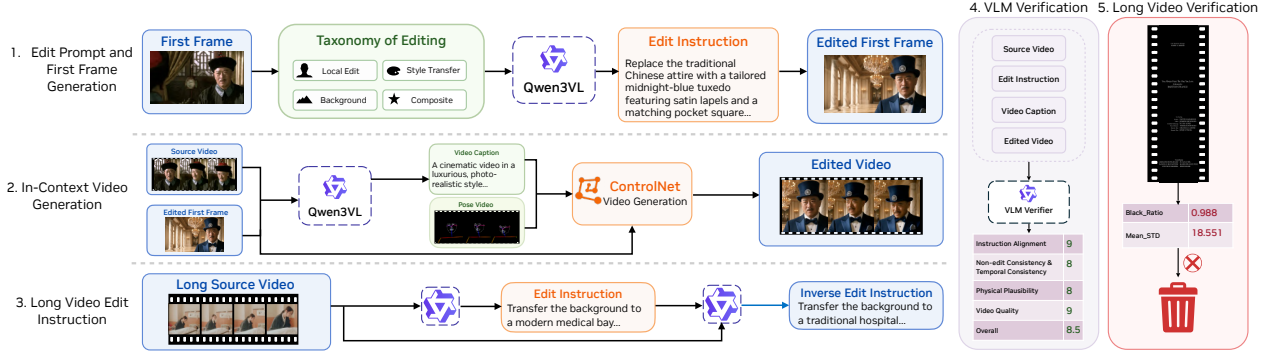 1. Edit Prompt and
First Frame
Generation
First Frame
Taxonomy of Editing
Local Edit
Style Transfer
Background
Composite
Qwen3VL
Edit Instruction
Replace the traditional
Chinese attire with a tailored
midnight-blue tuxedo
featuring satin lapels and a
matching pocket square...
Edited First Frame
2. In-Context Video
Generation
Source Video
Edited First Frame
Qwen3VL
Video Caption
A cinematic video in a
luxurious, photo-
realistic style...
Pose Video
ControlNet
Video Generation
Edited Video
3. Long Video Edit
Instruction
Long Source Video
Edit Instruction
Transfer the background to
a modern medical bay...
Inverse Edit Instruction
Transfer the background to
a traditional hospital...
4. VLM Verification
Source Video
Edit Instruction
Video Caption
Edited Video
VLM Verifier
Instruction Alignment 9
Non-edit Consistency &
Temporal Consistency 8
Physical Plausibility 8
Video Quality 9
Overall 8.5
5. Long Video Verification
Black_Ratio 0.988
Mean_STD 18.551